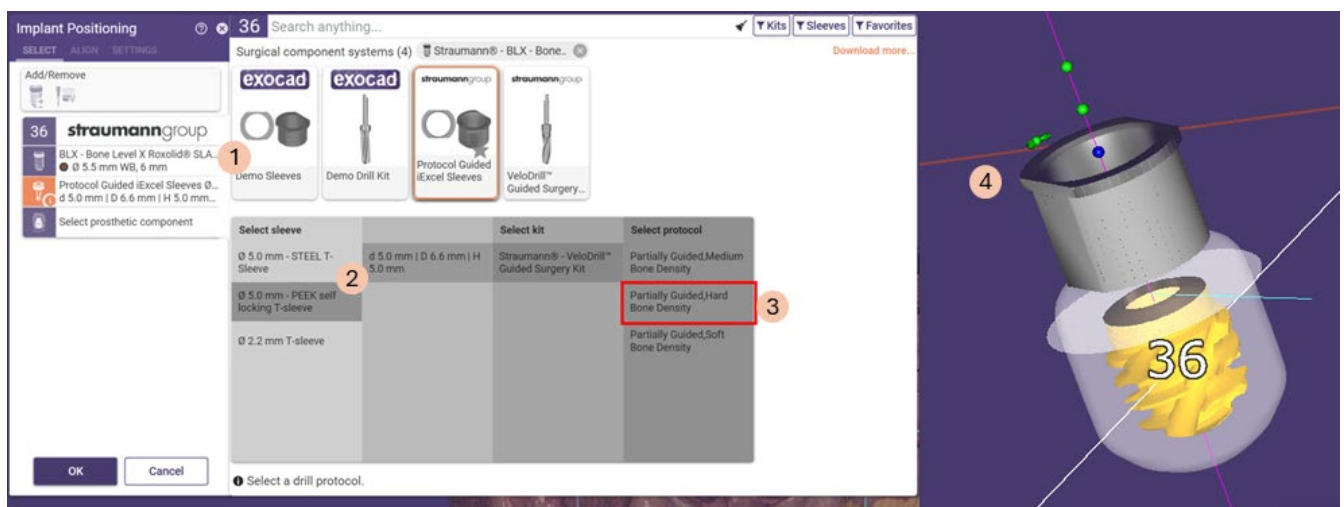 Implant Positioning
SELECT ALIGN SETTINGS
Add/Remove
36 straumanngroup
BLX - Bone Level X Roxolid® SLA...
Ø 5.5 mm WB, 6 mm
Protocol Guided iExcel Sleeves Ø...
d 5.0 mm | D 6.6 mm | H 5.0 mm...
Select prosthetic component
OK Cancel
36 Search anything...
Kits Sleeves Favorites
Surgical component systems (4) Straumann® - BLX - Bone..
Download more...
exocad
Demo Sleeves
exocad
Demo Drill Kit
straumanngroup
Protocol Guided
iExcel Sleeves
straumanngroup
VeloDrill™
Guided Surgery...
1
Select sleeve
Ø 5.0 mm - STEEL T-
Sleeve
Ø 5.0 mm - PEEK self
locking T-sleeve
Ø 2.2 mm T-sleeve
2
d 5.0 mm | D 6.6 mm | H
5.0 mm
Select kit
Straumann® - VeloDrill™
Guided Surgery Kit
Select protocol
Partially Guided,Medium
Bone Density
Partially Guided,Hard
Bone Density
3
Partially Guided,Soft
Bone Density
Select a drill protocol.
4
36